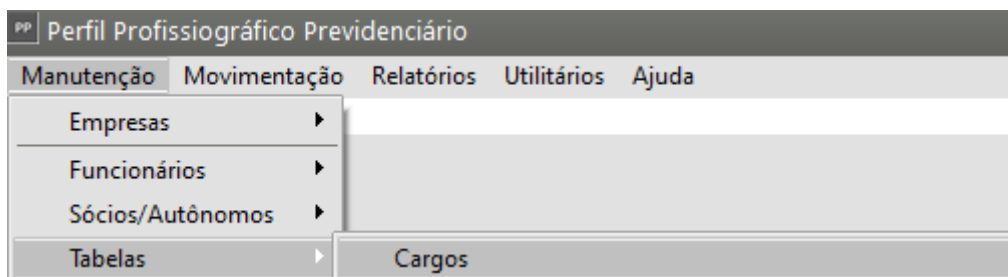 PP Perfil Profissiográfico Previdenciário
Manutenção Movimentação Relatórios Utilitários Ajuda
Empresas
Funcionários
Sócios/Autônomos
Tabelas Cargos